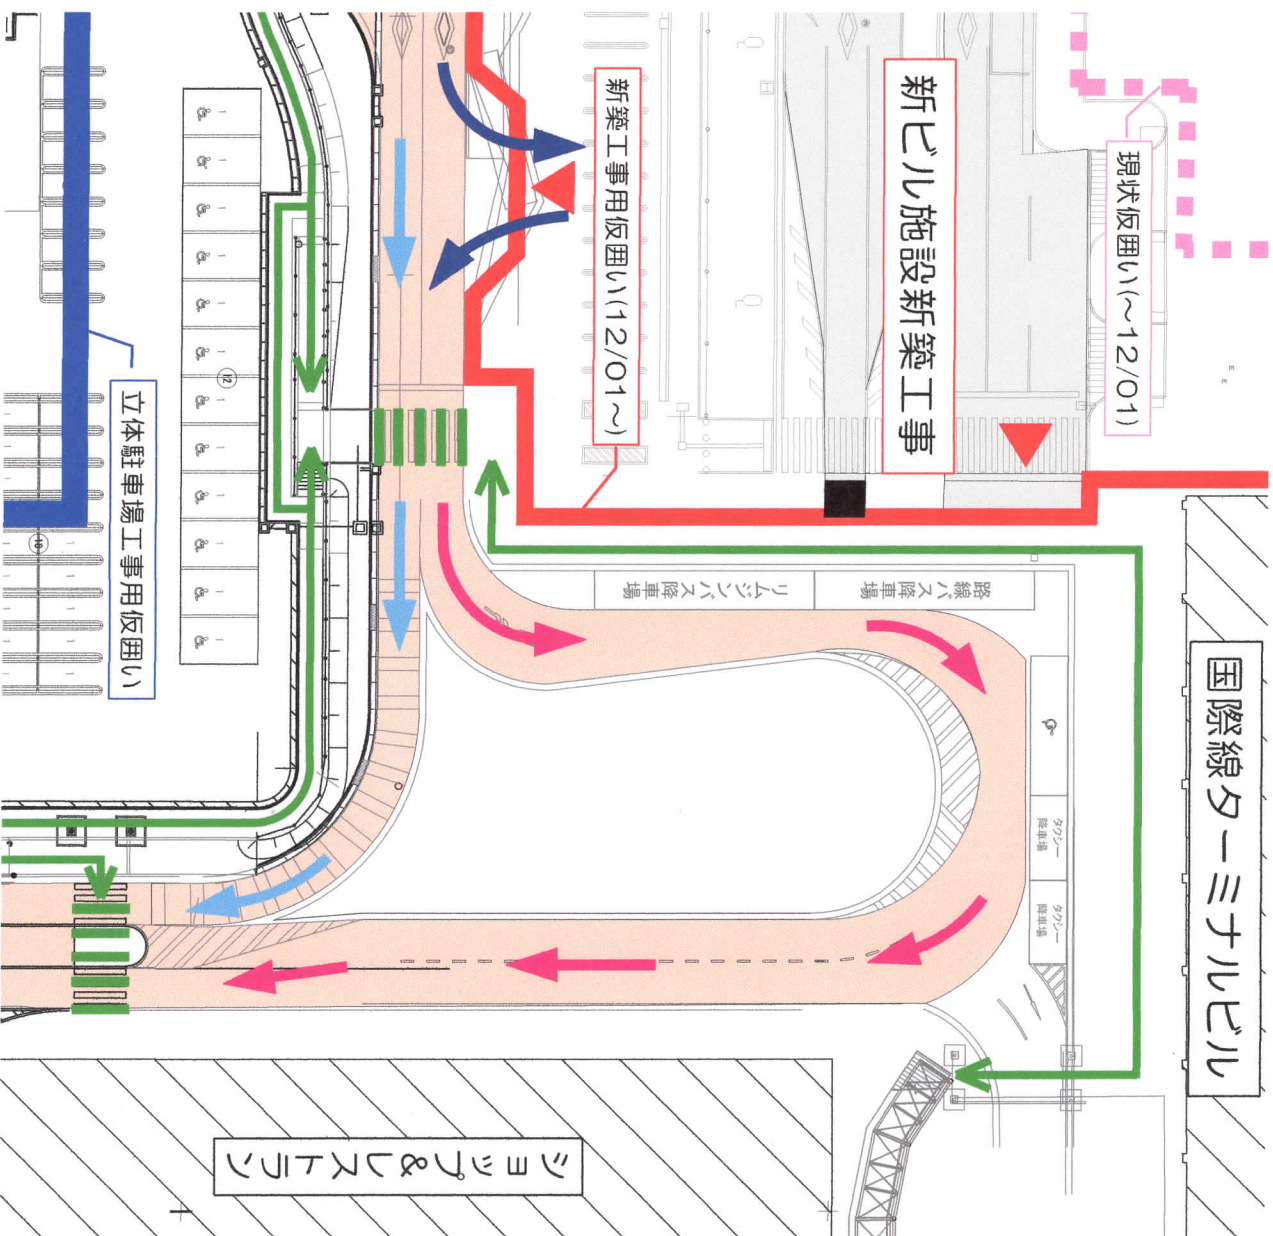 現状仮囲い(～12/01)
新ビル施設新築工事
新築工事用仮囲い(12/01～)
立体駐車場工事用仮囲い
国際線ターミナルビル
路線バス降車場
リムジンバス降車場
タクシー
降車場
タクシー
降車場
ショップ&レストラン
12
18